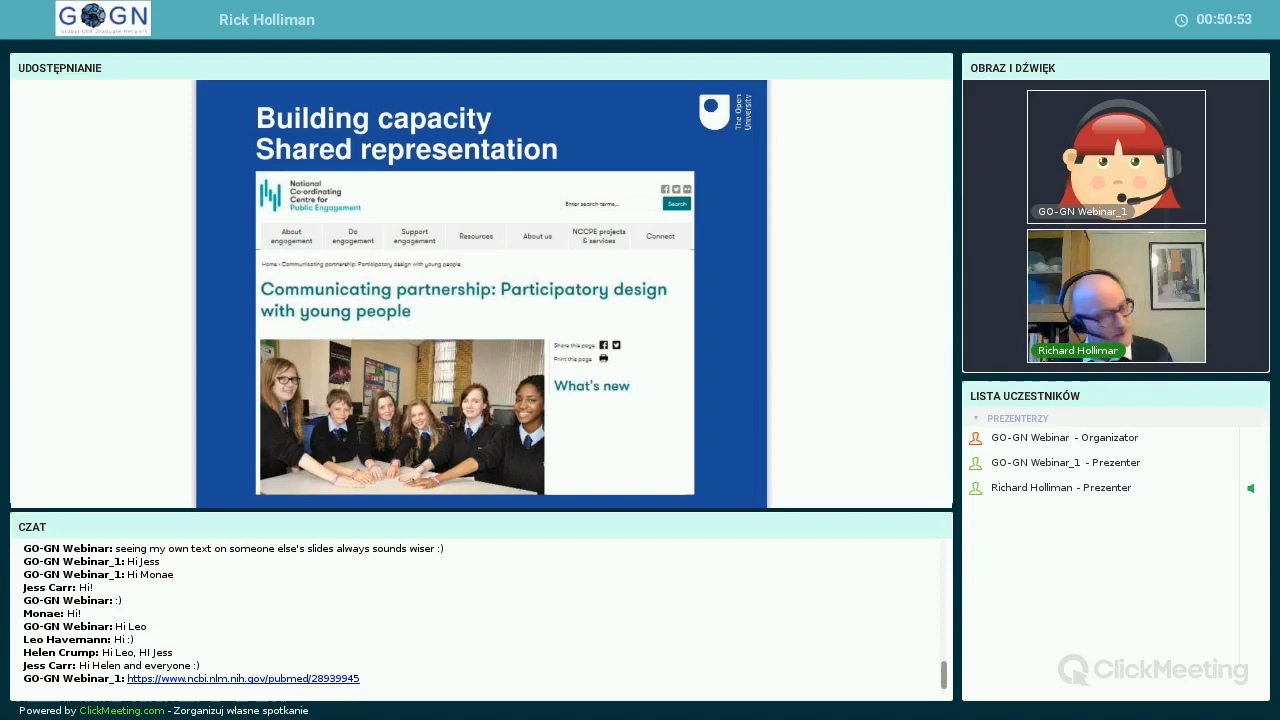 GO GN
Global OER Graduate Network
Rick Holliman
00:50:53
UDOSTĘPNIANIE
Building capacity
Shared representation
The Open
University
National
Co-ordinating
Centre for
Public Engagement
Enter search terms...
Search
About
engagement
Do
engagement
Support
engagement
Resources
About us
NCCPE projects
& services
Connect
Home › Communicating partnership: Participatory design with young people
Communicating partnership: Participatory design
with young people
Share this page
Print this page
What's new
OBRAZ I DŹWIĘK
GO-GN Webinar_1
Richard Holliman
LISTA UCZESTNIKÓW
PREZENTERZY
GO-GN Webinar - Organizator
GO-GN Webinar_1 - Prezenter
Richard Holliman - Prezenter
ClickMeeting
CZAT
GO-GN Webinar: seeing my own text on someone else's slides always sounds wiser :)
GO-GN Webinar_1: Hi Jess
GO-GN Webinar_1: Hi Monae
Jess Carr: Hi!
GO-GN Webinar: :)
Monae: Hi!
GO-GN Webinar: Hi Leo
Leo Havemann: Hi :)
Helen Crump: Hi Leo, HI Jess
Jess Carr: Hi Helen and everyone :)
GO-GN Webinar_1: https://www.ncbi.nlm.nih.gov/pubmed/28939945
Powered by ClickMeeting.com - Zorganizuj własne spotkanie